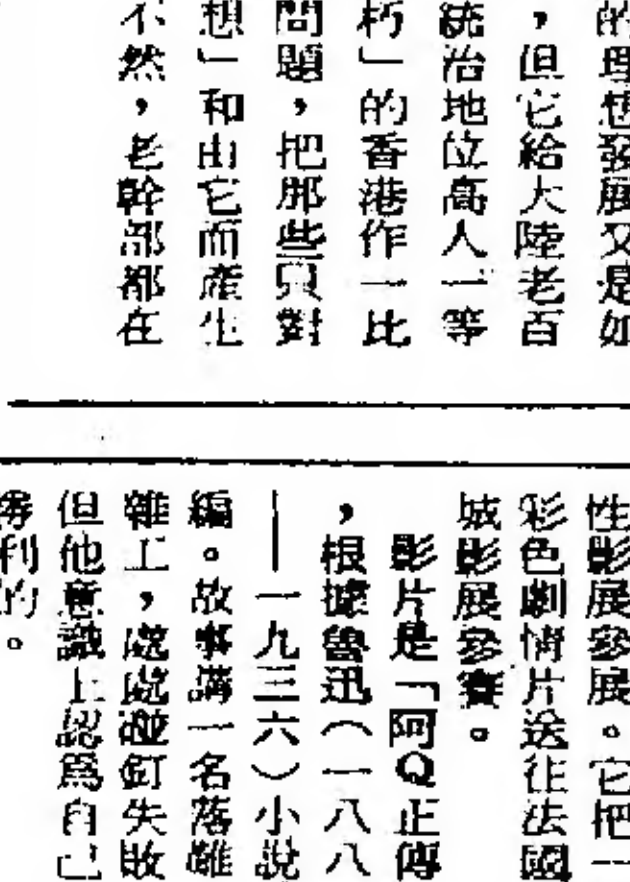 的理想發展又是如
，但它給大陸老百
統治地位高人一等
朽」的香港作一比
問題，把那些只對
想」和由它而產生
不然，老幹部都在
性影展參展。它把一
彩色劇情片送往法國
城影展參賽。
影片是「阿Q正傳
，根據魯迅（一八八
——一九三六）小說
編。故事講一名落難
雜工，處處碰釘失敗
但他意識上認爲自己
勝利的。